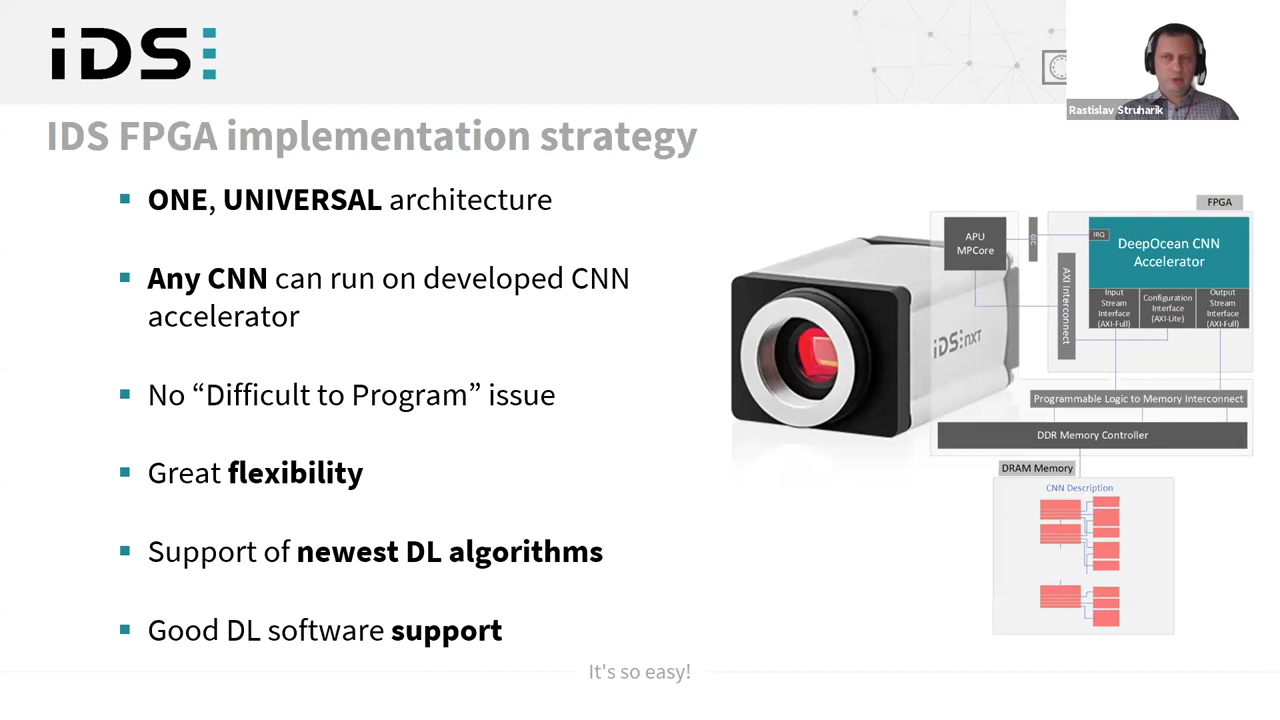 iDS
Rastislav Struharik
IDS FPGA implementation strategy
ONE, UNIVERSAL architecture
Any CNN can run on developed CNN
accelerator
No “Difficult to Program” issue
Great flexibility
Support of newest DL algorithms
Good DL software support
iDS:nxt
FPGA
APU
MPCore
GIC
IRQ
DeepOcean CNN
Accelerator
AXI Interconnect
Input
Stream
Interface
(AXI-Full)
Configuration
Interface
(AXI-Lite)
Output
Stream
Interface
(AXI-Full)
Programmable Logic to Memory Interconnect
DDR Memory Controller
DRAM Memory
CNN Description
It's so easy!